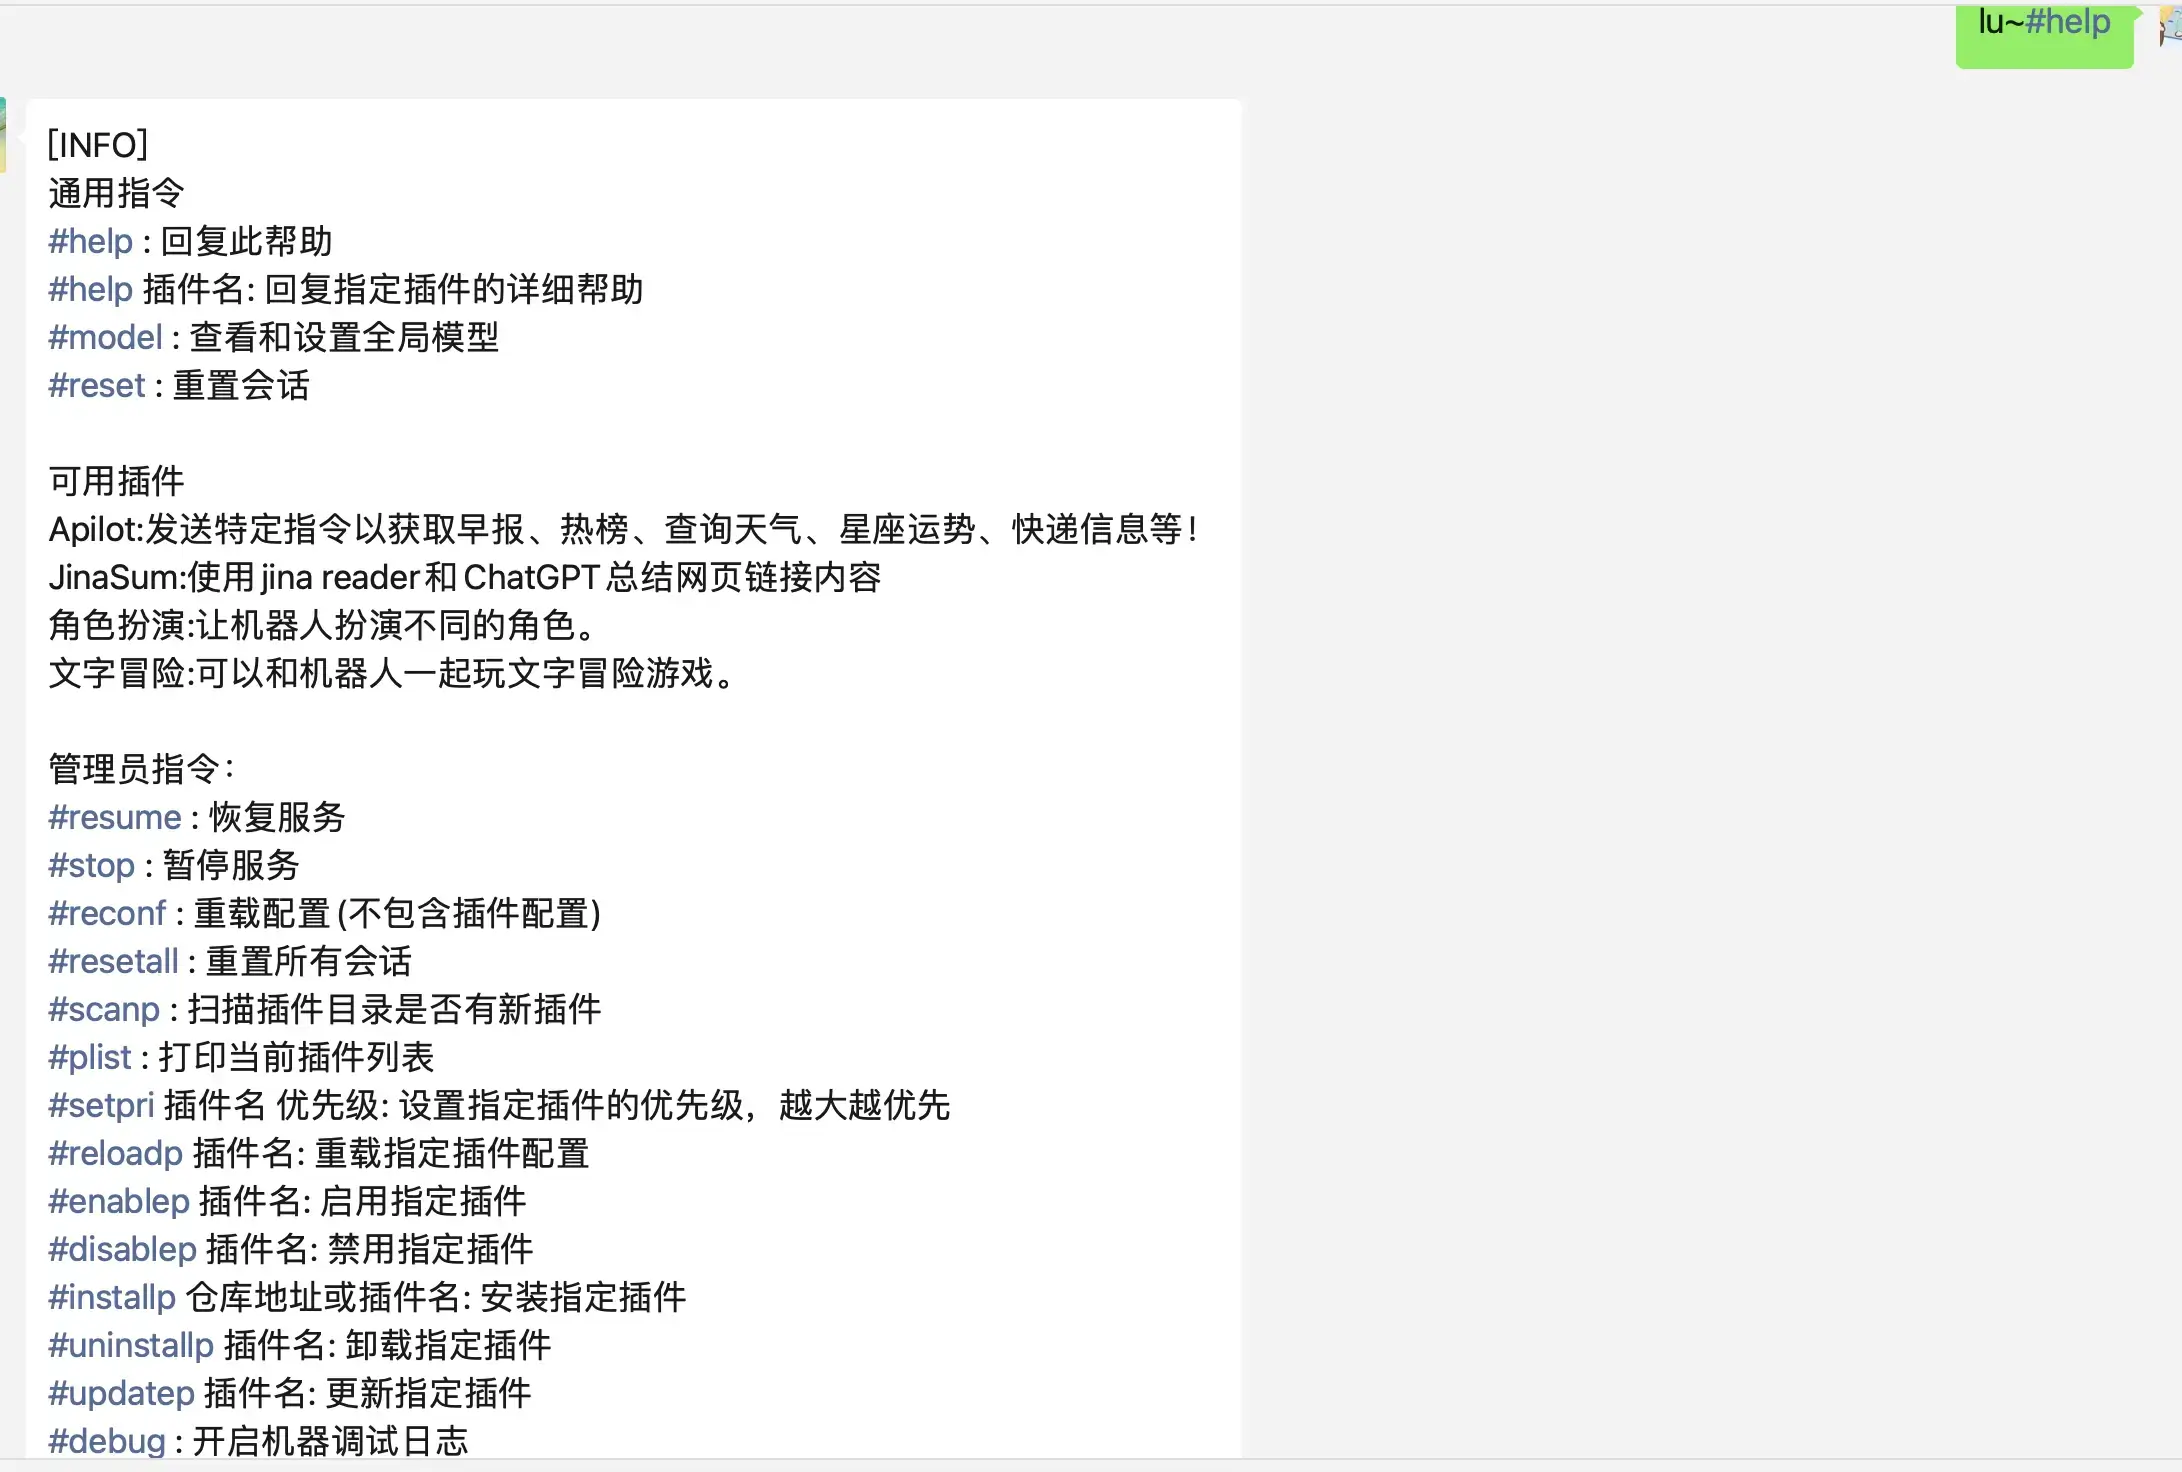 lu~#help
[INFO]
通用指令
#help : 回复此帮助
#help 插件名: 回复指定插件的详细帮助
#model : 查看和设置全局模型
#reset : 重置会话
可用插件
Apilot:发送特定指令以获取早报、热榜、查询天气、星座运势、快递信息等！
JinaSum:使用jina reader和ChatGPT总结网页链接内容
角色扮演:让机器人扮演不同的角色。
文字冒险:可以和机器人一起玩文字冒险游戏。
管理员指令：
#resume : 恢复服务
#stop : 暂停服务
#reconf : 重载配置(不包含插件配置)
#resetall : 重置所有会话
#scanp : 扫描插件目录是否有新插件
#plist : 打印当前插件列表
#setpri 插件名 优先级: 设置指定插件的优先级，越大越优先
#reloadp 插件名: 重载指定插件配置
#enablep 插件名: 启用指定插件
#disablep 插件名: 禁用指定插件
#installp 仓库地址或插件名: 安装指定插件
#uninstallp 插件名: 卸载指定插件
#updatep 插件名: 更新指定插件
#debug : 开启机器调试日志